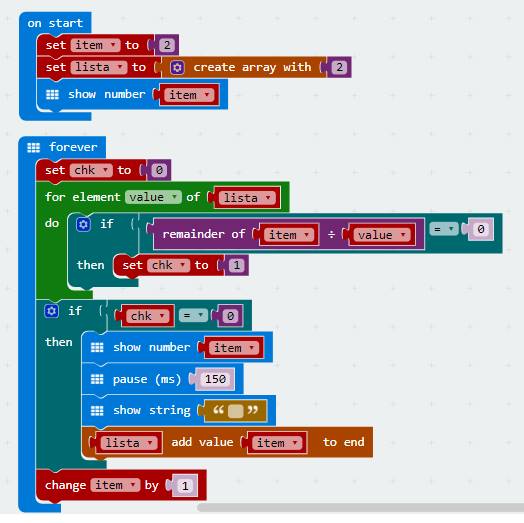 on start
set item to 2
set lista to create array with 2
show number item
forever
set chk to 0
for element value of lista
do if remainder of item ÷ value = 0
then set chk to 1
if chk = 0
then show number item
pause (ms) 150
show string “ ”
lista add value item to end
change item by 1